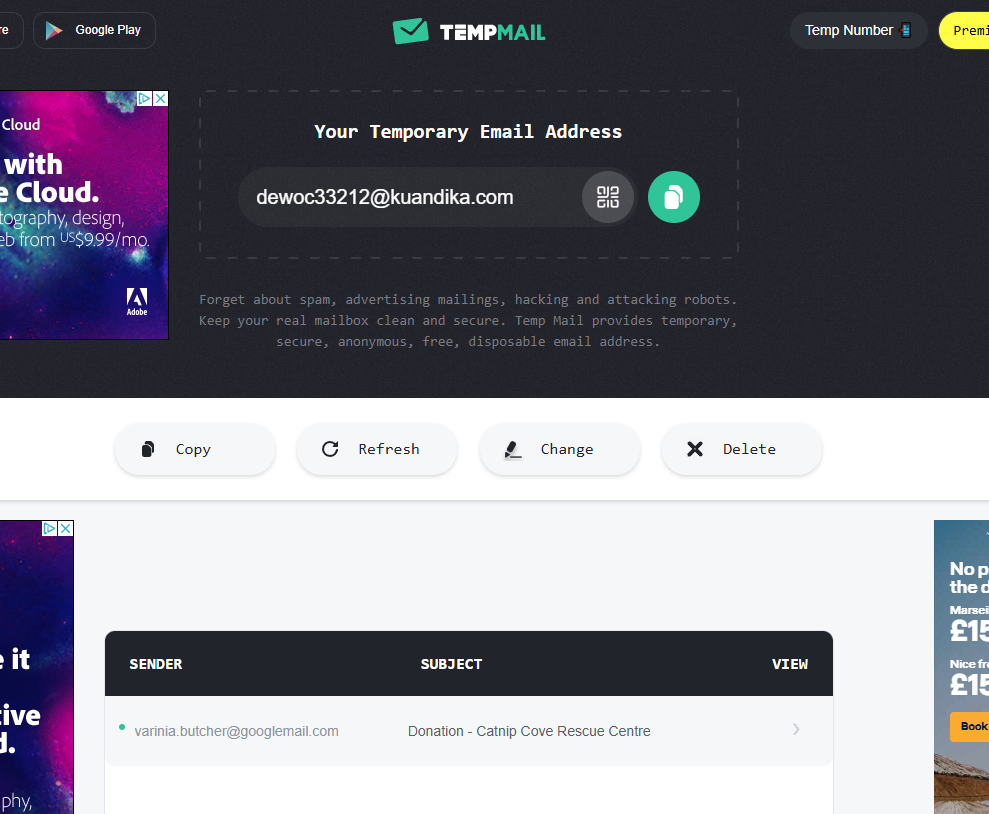 re
Google Play
TEMPMAIL
Temp Number
Premi
Cloud
with
e Cloud.
tography, design,
eb from US$9.99/mo.
Adobe
Your Temporary Email Address
dewoc33212@kuandika.com
Forget about spam, advertising mailings, hacking and attacking robots.
Keep your real mailbox clean and secure. Temp Mail provides temporary,
secure, anonymous, free, disposable email address.
Copy
Refresh
Change
Delete
e it
tive
d.
phy,
SENDER
SUBJECT
VIEW
varinia.butcher@googlemail.com
Donation - Catnip Cove Rescue Centre
No p
the d
Marsei
£15
Nice fr
£15
Book